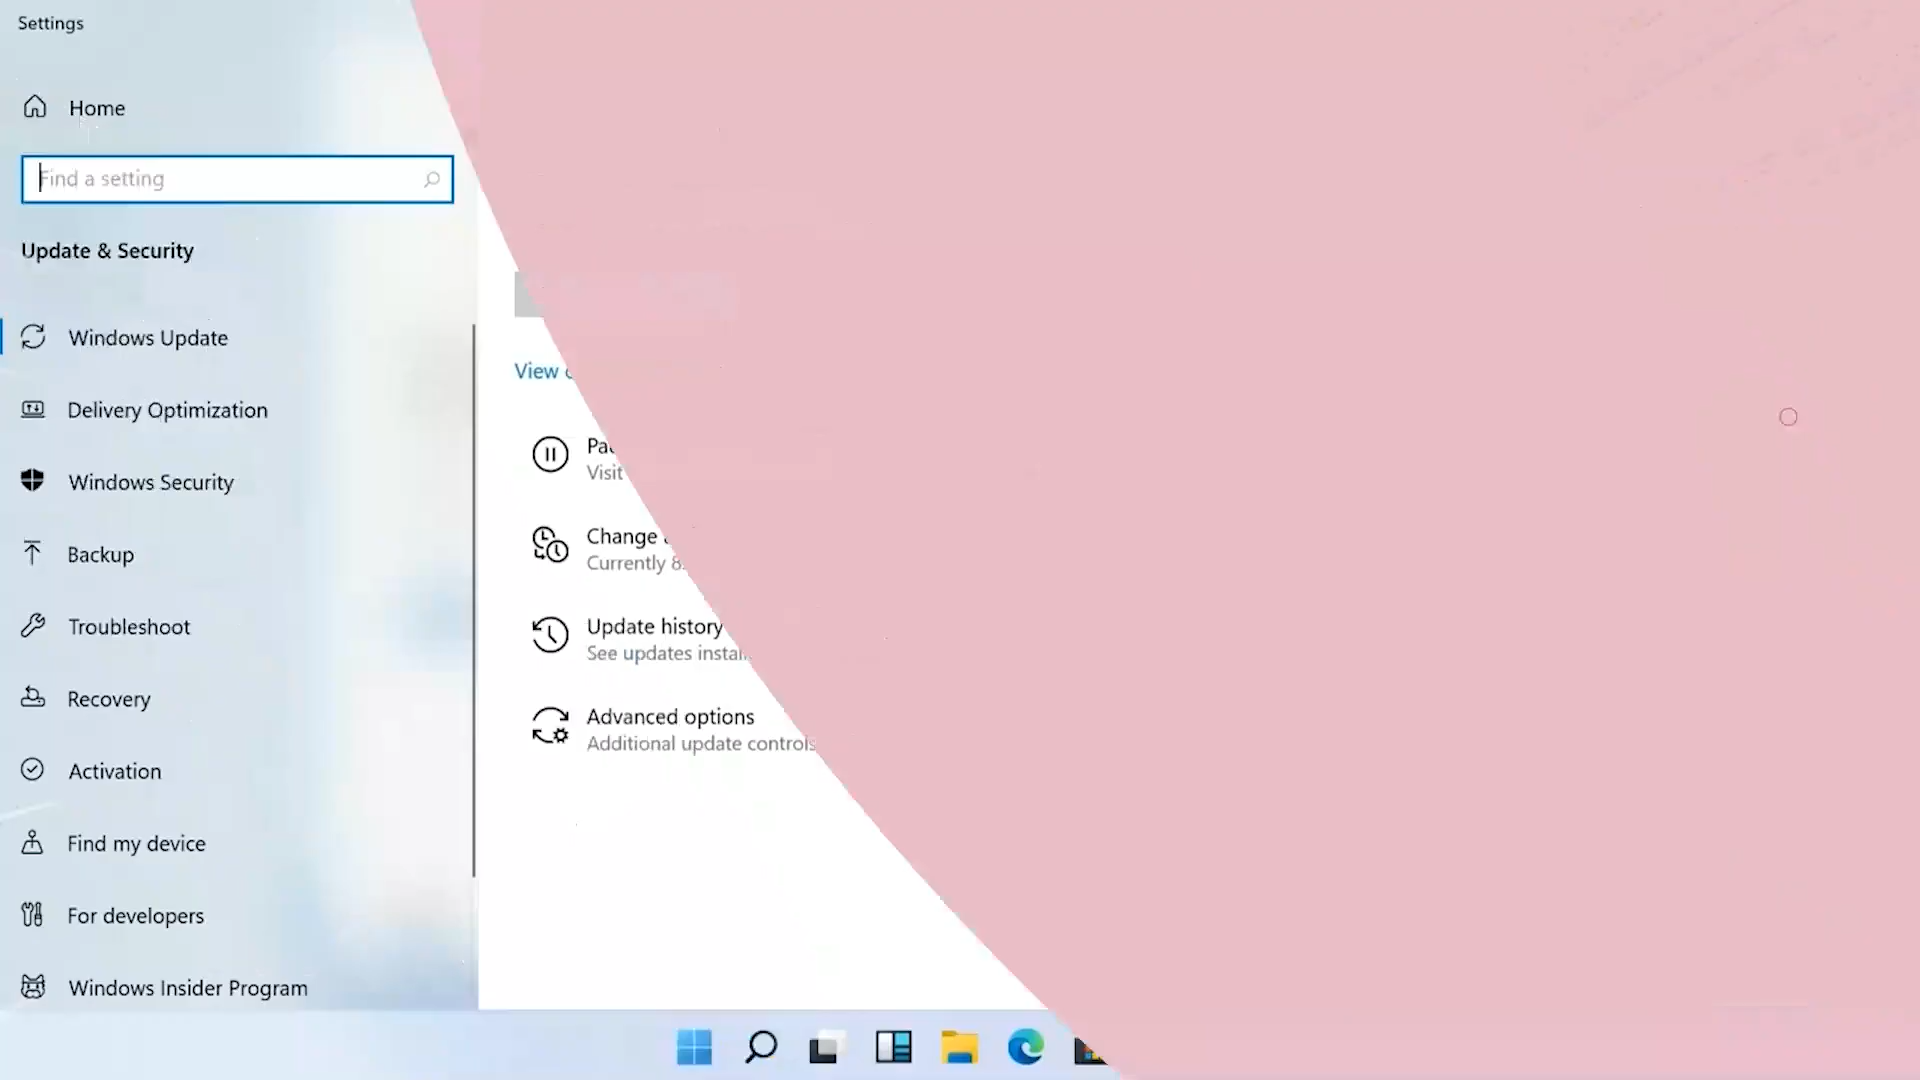 Settings
Home
Find a setting
Update & Security
Windows Update
Delivery Optimization
Windows Security
Backup
Troubleshoot
Recovery
Activation
Find my device
For developers
Windows Insider Program
View
Visit
Change
Currently 8
Update history
See updates
Advanced options
Additional update controls